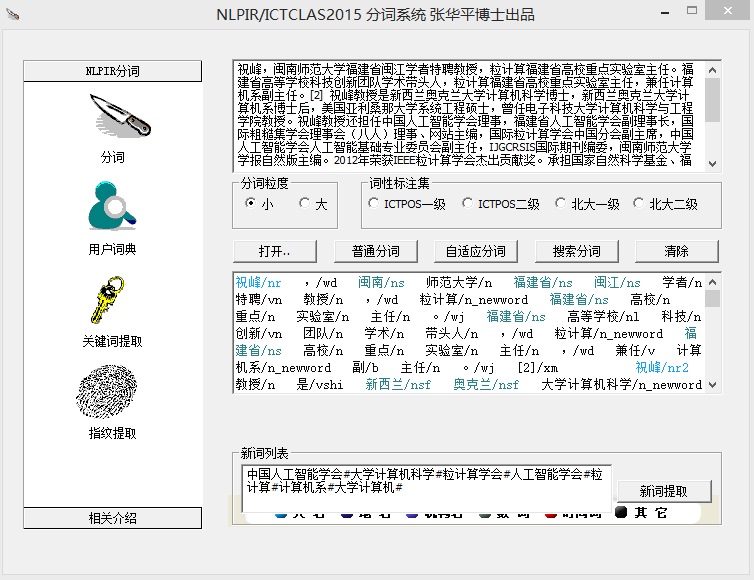 NLPIR/ICTCLAS2015 分词系统 张华平博士出品
NLPIR分词
分词
用户词典
关键词提取
指纹提取
相关介绍
祝峰，闽南师范大学福建省闽江学者特聘教授，粒计算福建省高校重点实验室主任。福
建省高等学校科技创新团队学术带头人，粒计算福建省高校重点实验室主任，兼任计算
机系副主任。[2] 祝峰教授是新西兰奥克兰大学计算机科学博士，新西兰奥克兰大学计
算机系博士后，美国亚利桑那大学系统工程硕士，曾任电子科技大学计算机科学与工程
学院教授。祝峰教授还担任中国人工智能学会理事，福建省人工智能学会副理事长，国
际粗糙集学会理事会（八人）理事、网站主编，国际粒计算学会中国分会副主席，中国
人工智能学会人工智能基础专业委员会副主任，IJGCRSIS国际期刊编委，闽南师范大学
学报自然版主编。2012年荣获IEEE粒计算学会杰出贡献奖。承担国家自然科学基金、福
分词粒度
小 大
词性标注集
ICTPOS一级 ICTPOS二级 北大一级 北大二级
打开.. 普通分词 自适应分词 搜索分词 清除
祝峰/nr ，/wd 闽南/ns 师范大学/n 福建省/ns 闽江/ns 学者/n
特聘/vn 教授/n ，/wd 粒计算/n_newword 福建省/ns 高校/n
重点/n 实验室/n 主任/n 。/wj 福建省/ns 高等学校/nl 科技/n
创新/vn 团队/n 学术/n 带头人/n ，/wd 粒计算/n_newword 福
建省/ns 高校/n 重点/n 实验室/n 主任/n ，/wd 兼任/v 计算
机系/n_newword 副/b 主任/n 。/wj [2]/xm 祝峰/nr2
教授/n 是/vshi 新西兰/nsf 奥克兰/nsf 大学计算机科学/n_newword
新词列表
中国人工智能学会#大学计算机科学#粒计算学会#人工智能学会#粒
计算#计算机系#大学计算机#
新词提取
人 名 地 名 机构名 数 词 时间词 其 它